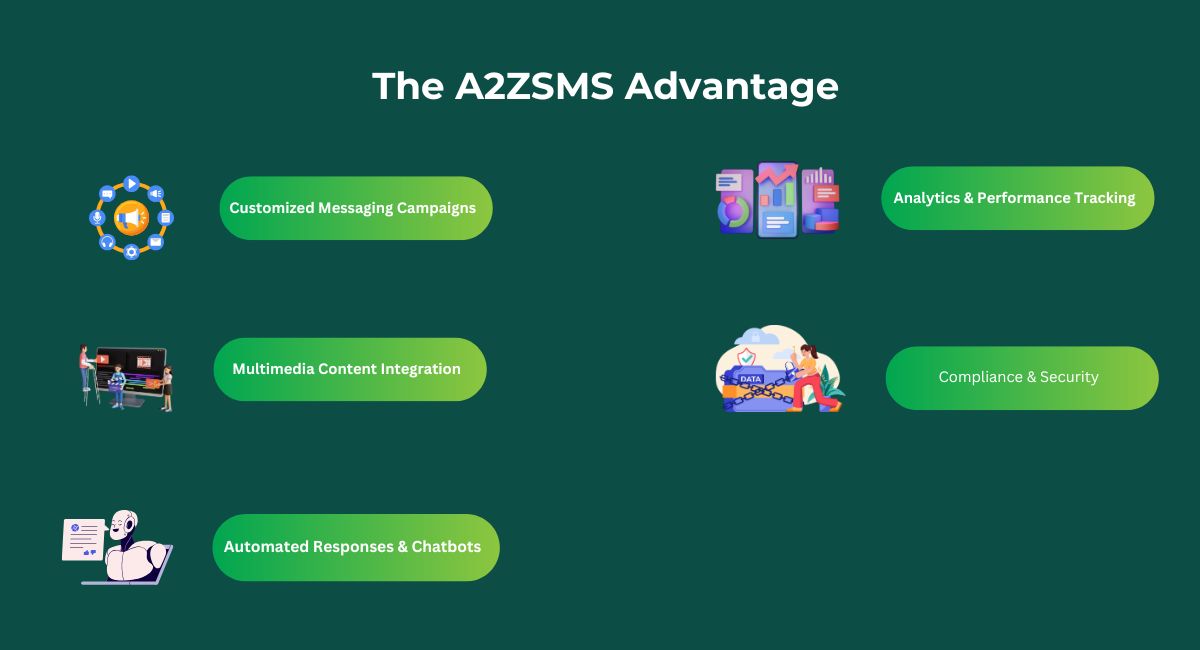 The A2ZSMS Advantage
Customized Messaging Campaigns
Analytics & Performance Tracking
Multimedia Content Integration
DATA
Compliance & Security
Automated Responses & Chatbots